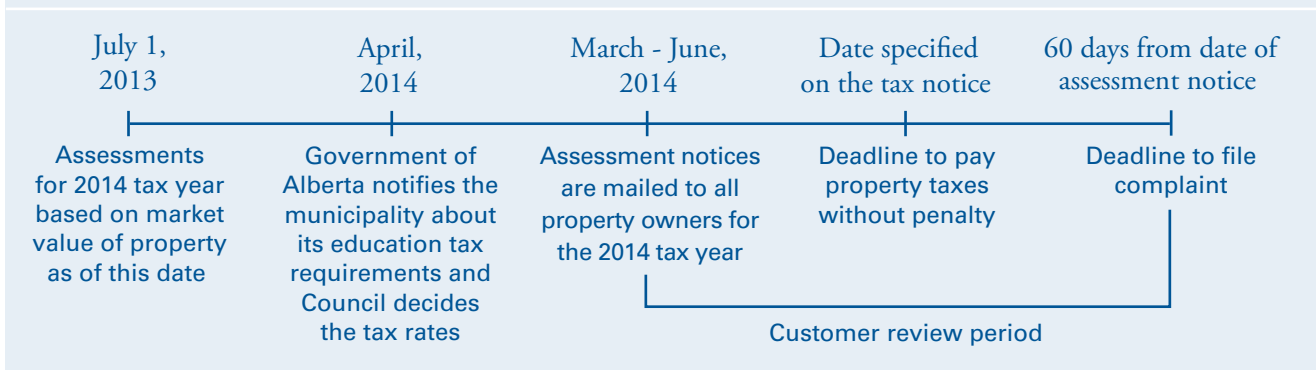 July 1,
2013
April,
2014
March - June,
2014
Date specified
on the tax notice
60 days from date of
assessment notice
Assessments
for 2014 tax year
based on market
value of property
as of this date
Government of
Alberta notifies the
municipality about
its education tax
requirements and
Council decides
the tax rates
Assessment notices
are mailed to all
property owners for
the 2014 tax year
Deadline to pay
property taxes
without penalty
Deadline to file
complaint
Customer review period